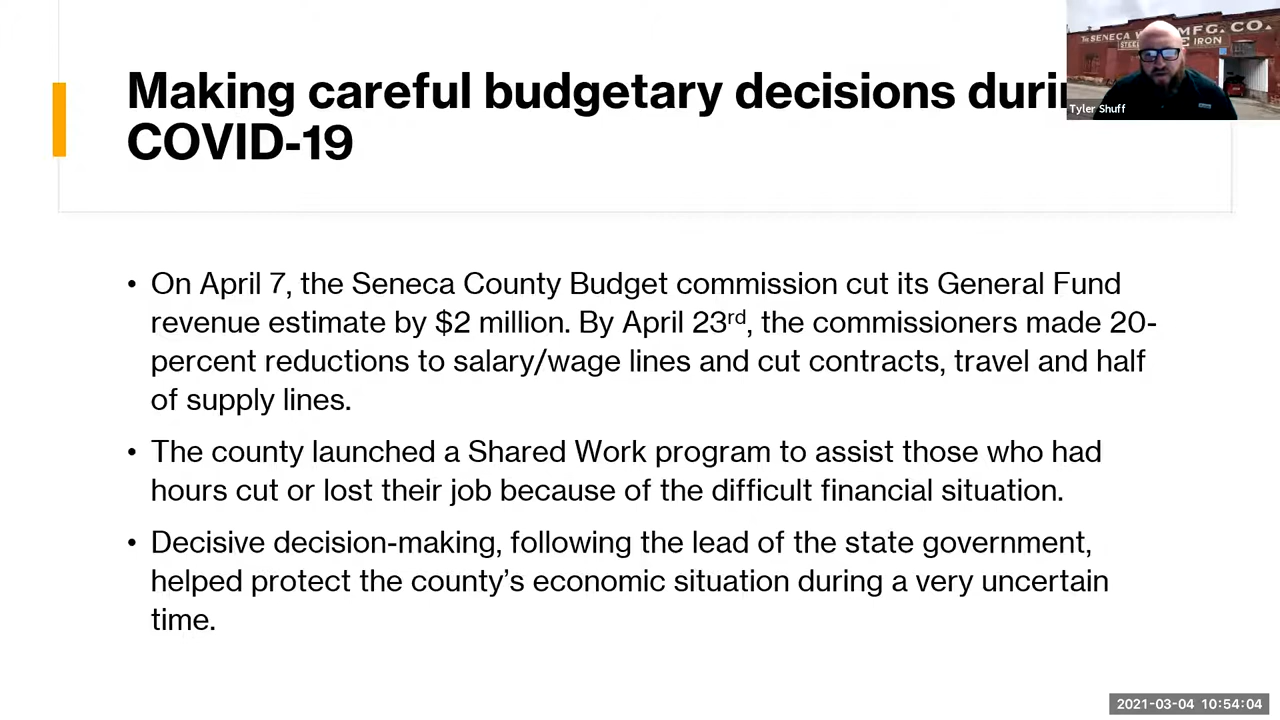 THE SENECA W MFG. CO.
STEEL E IRON
Tyler Shuff
Making careful budgetary decisions durin
COVID-19
• On April 7, the Seneca County Budget commission cut its General Fund
revenue estimate by $2 million. By April 23rd, the commissioners made 20-
percent reductions to salary/wage lines and cut contracts, travel and half
of supply lines.
• The county launched a Shared Work program to assist those who had
hours cut or lost their job because of the difficult financial situation.
• Decisive decision-making, following the lead of the state government,
helped protect the county's economic situation during a very uncertain
time.
2021-03-04 10:54:04